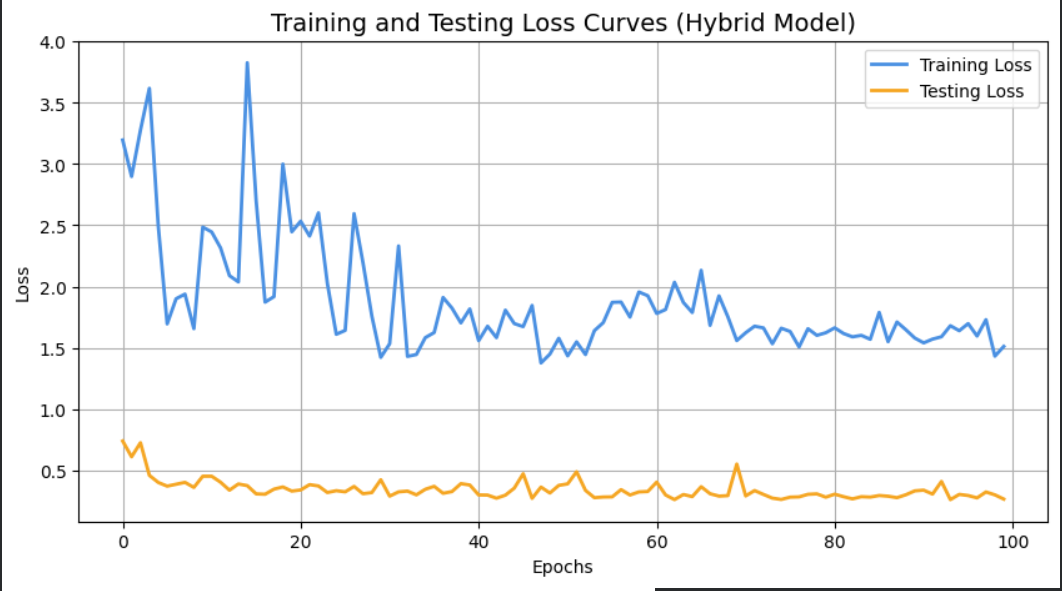 Training and Testing Loss Curves (Hybrid Model)
Training Loss
Testing Loss
4.0
3.5
3.0
2.5
2.0
1.5
1.0
0.5
Loss
0 20 40 60 80 100
Epochs